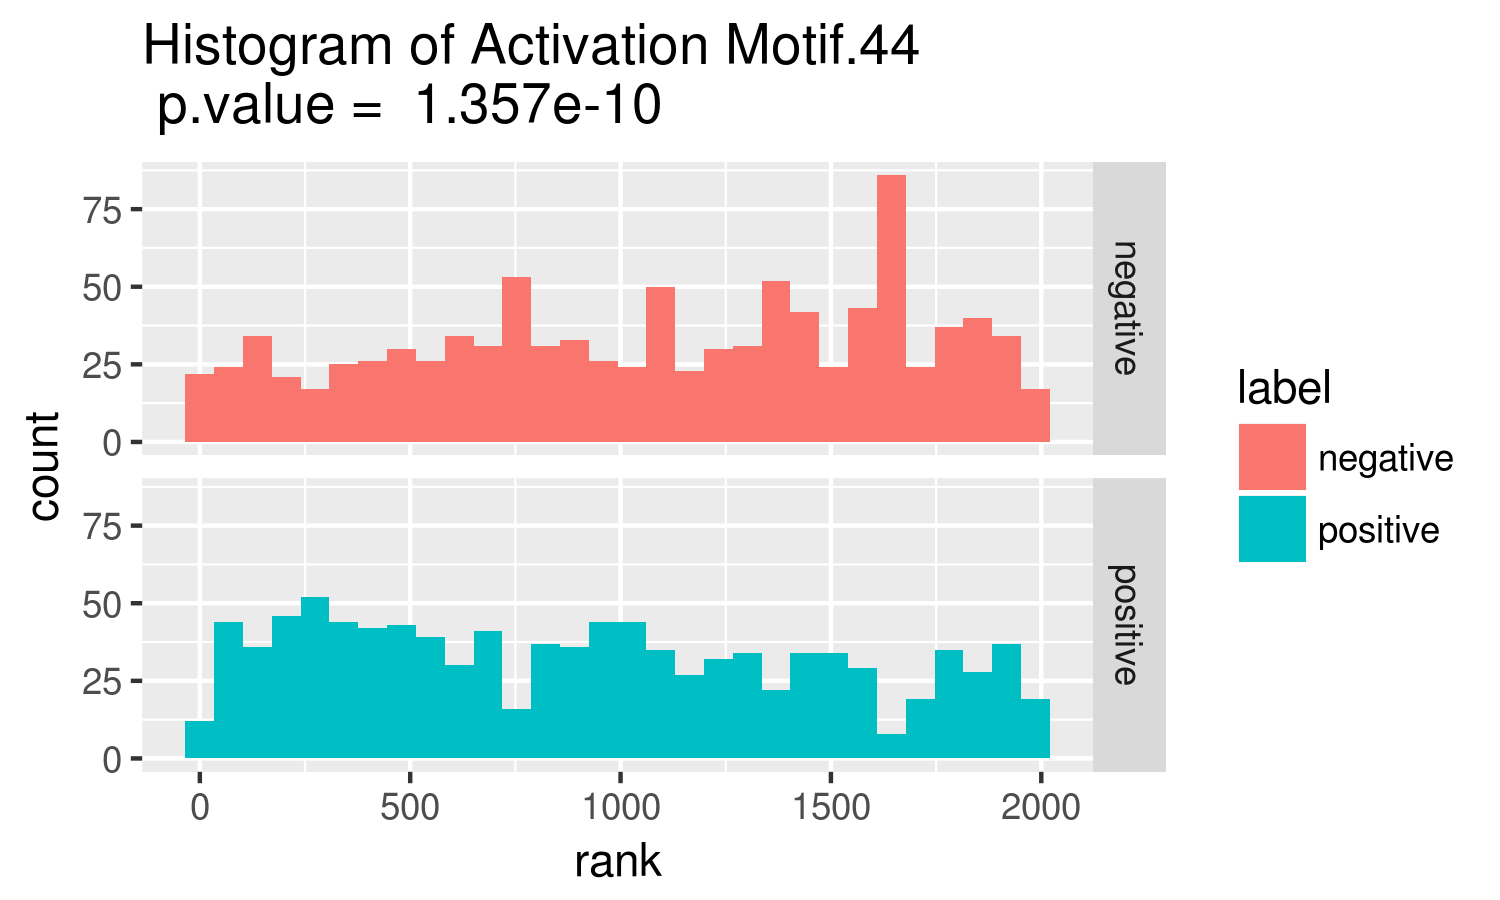 Histogram of Activation Motif.44
p.value = 1.357e-10
75
50
25
0
negative
count
75
50
25
0
positive
0 500 1000 1500 2000
rank
label
negative
positive